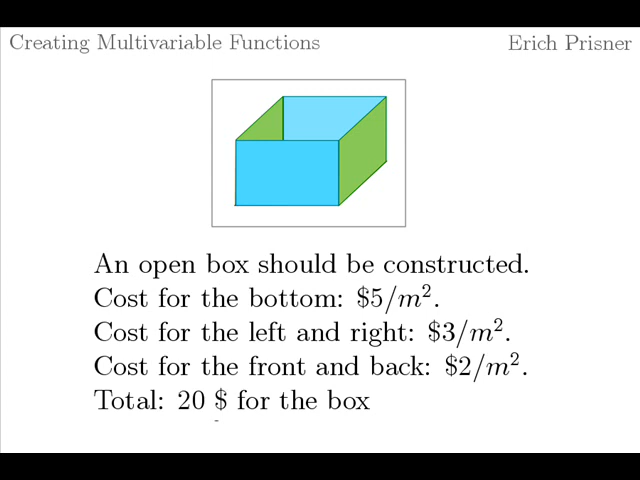 Creating Multivariable Functions
Erich Prisner
An open box should be constructed.
Cost for the bottom: $5/m².
Cost for the left and right: $3/m².
Cost for the front and back: $2/m².
Total: 20 $ for the box